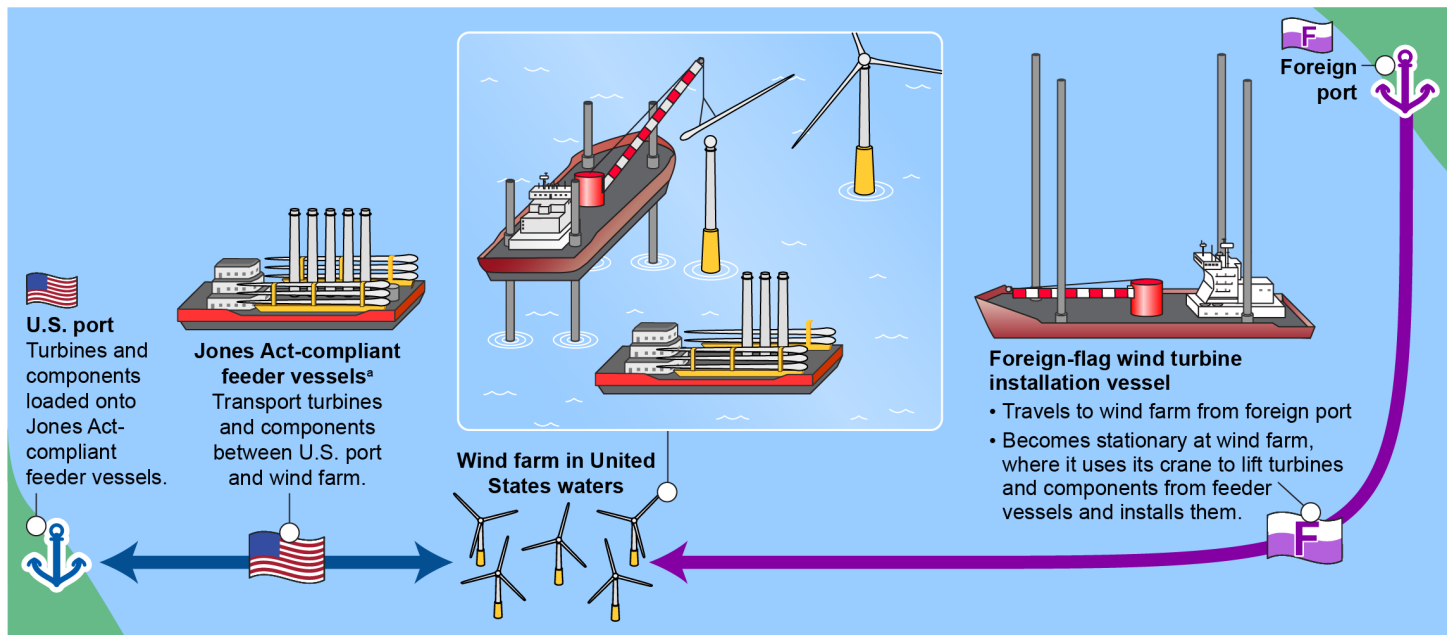 U.S. port
Turbines and
components
loaded onto
Jones Act-
compliant
feeder vessels.
Jones Act-compliant
feeder vesselsᵃ
Transport turbines
and components
between U.S. port
and wind farm.
Wind farm in United
States waters
F
Foreign
port
Foreign-flag wind turbine
installation vessel
• Travels to wind farm from foreign port
• Becomes stationary at wind farm,
where it uses its crane to lift turbines
and components from feeder
vessels and installs them.
F